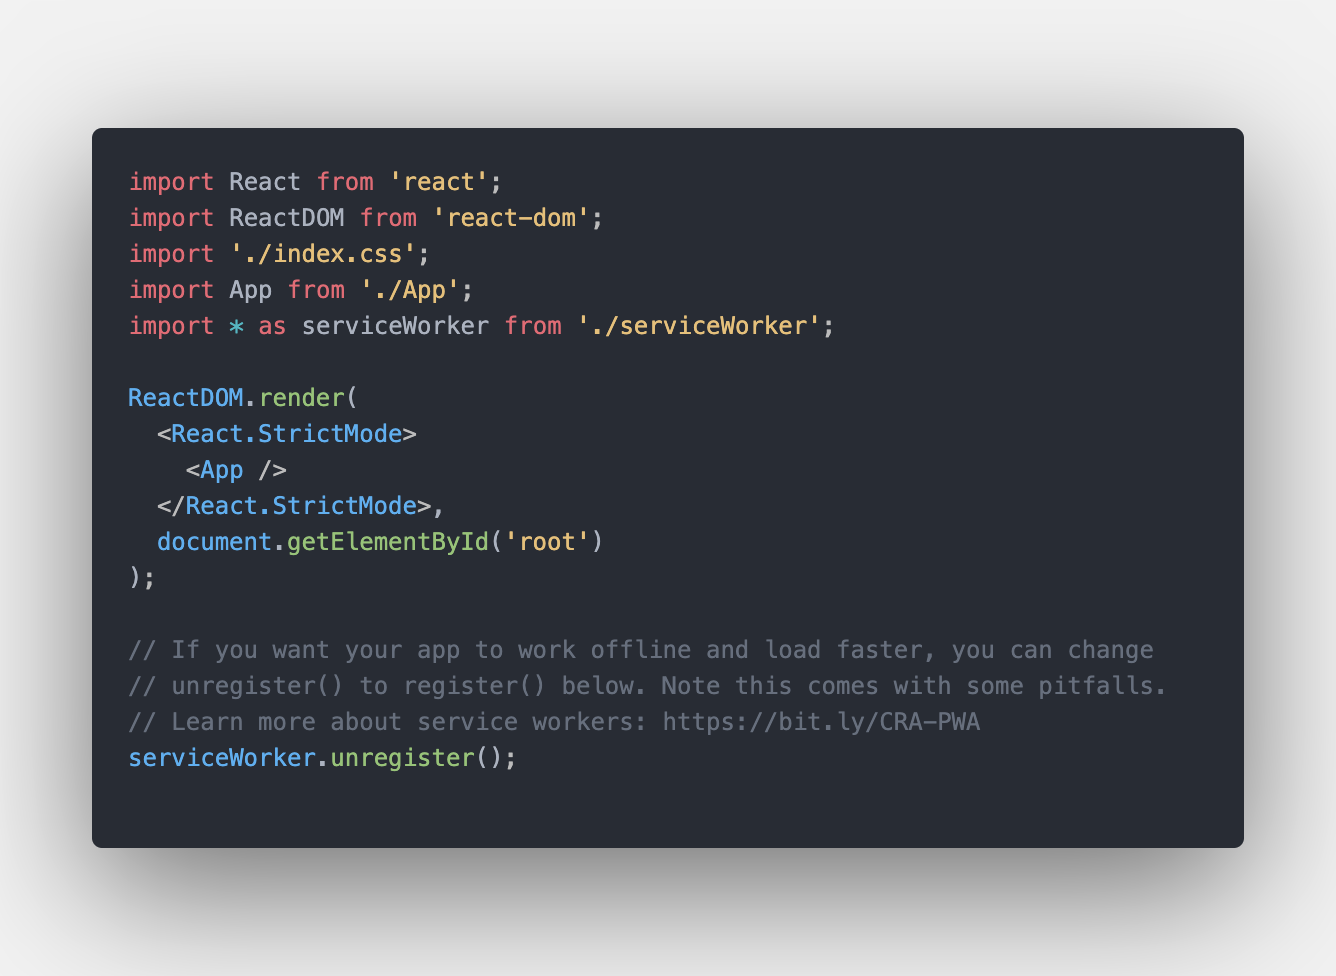 import React from 'react';
import ReactDOM from 'react-dom';
import './index.css';
import App from './App';
import * as serviceWorker from './serviceWorker';

ReactDOM.render(
  <React.StrictMode>
    <App />
  </React.StrictMode>,
  document.getElementById('root')
);

// If you want your app to work offline and load faster, you can change
// unregister() to register() below. Note this comes with some pitfalls.
// Learn more about service workers: https://bit.ly/CRA-PWA
serviceWorker.unregister();